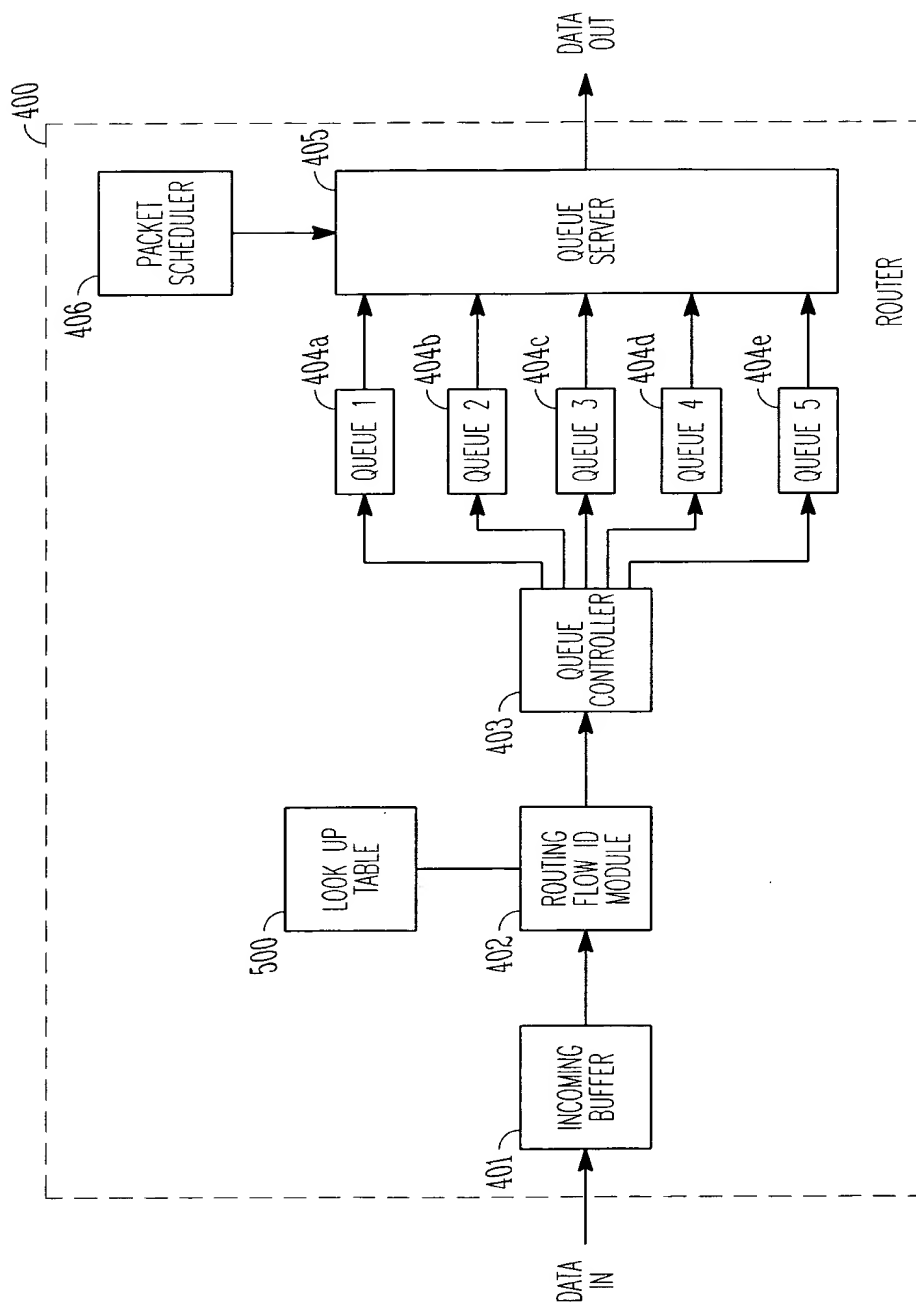 400
406
PACKET
SCHEDULER
405
QUEUE
SERVER
DATA
OUT
404a
QUEUE 1
404b
QUEUE 2
404c
QUEUE 3
404d
QUEUE 4
404e
QUEUE 5
403
QUEUE
CONTROLLER
500
LOOK UP
TABLE
402
ROUTING
FLOW ID
MODULE
401
INCOMING
BUFFER
DATA
IN
ROUTER